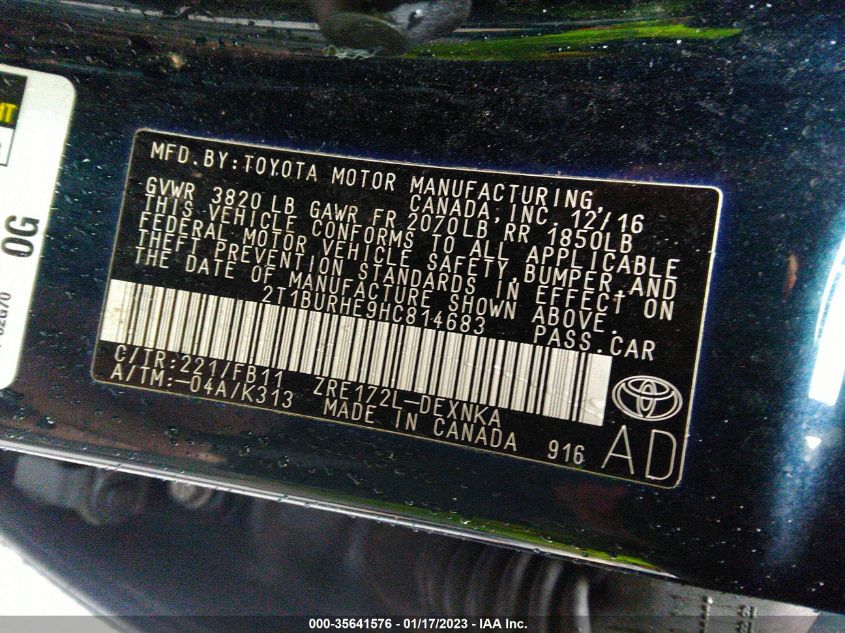 MFD.BY:TOYOTA MOTOR MANUFACTURING,
CANADA, INC. 12/16
GVWR 3820 LB GAWR FR 2070LB RR 1850LB
THIS VEHICLE CONFORMS TO ALL APPLICABLE
FEDERAL MOTOR VEHICLE SAFETY,BUMPER,AND
THEFT PREVENTION STANDARDS IN EFFECT ON
THE DATE OF MANUFACTURE SHOWN ABOVE.
2T1BURHE9HC814683 PASS.CAR
C/TR:221/FB11 ZRE172L-DEXNKA
A/TM:-04A/K313 MADE IN CANADA 916 AD
OG
000-35641576 - 01/17/2023 - IAA Inc.